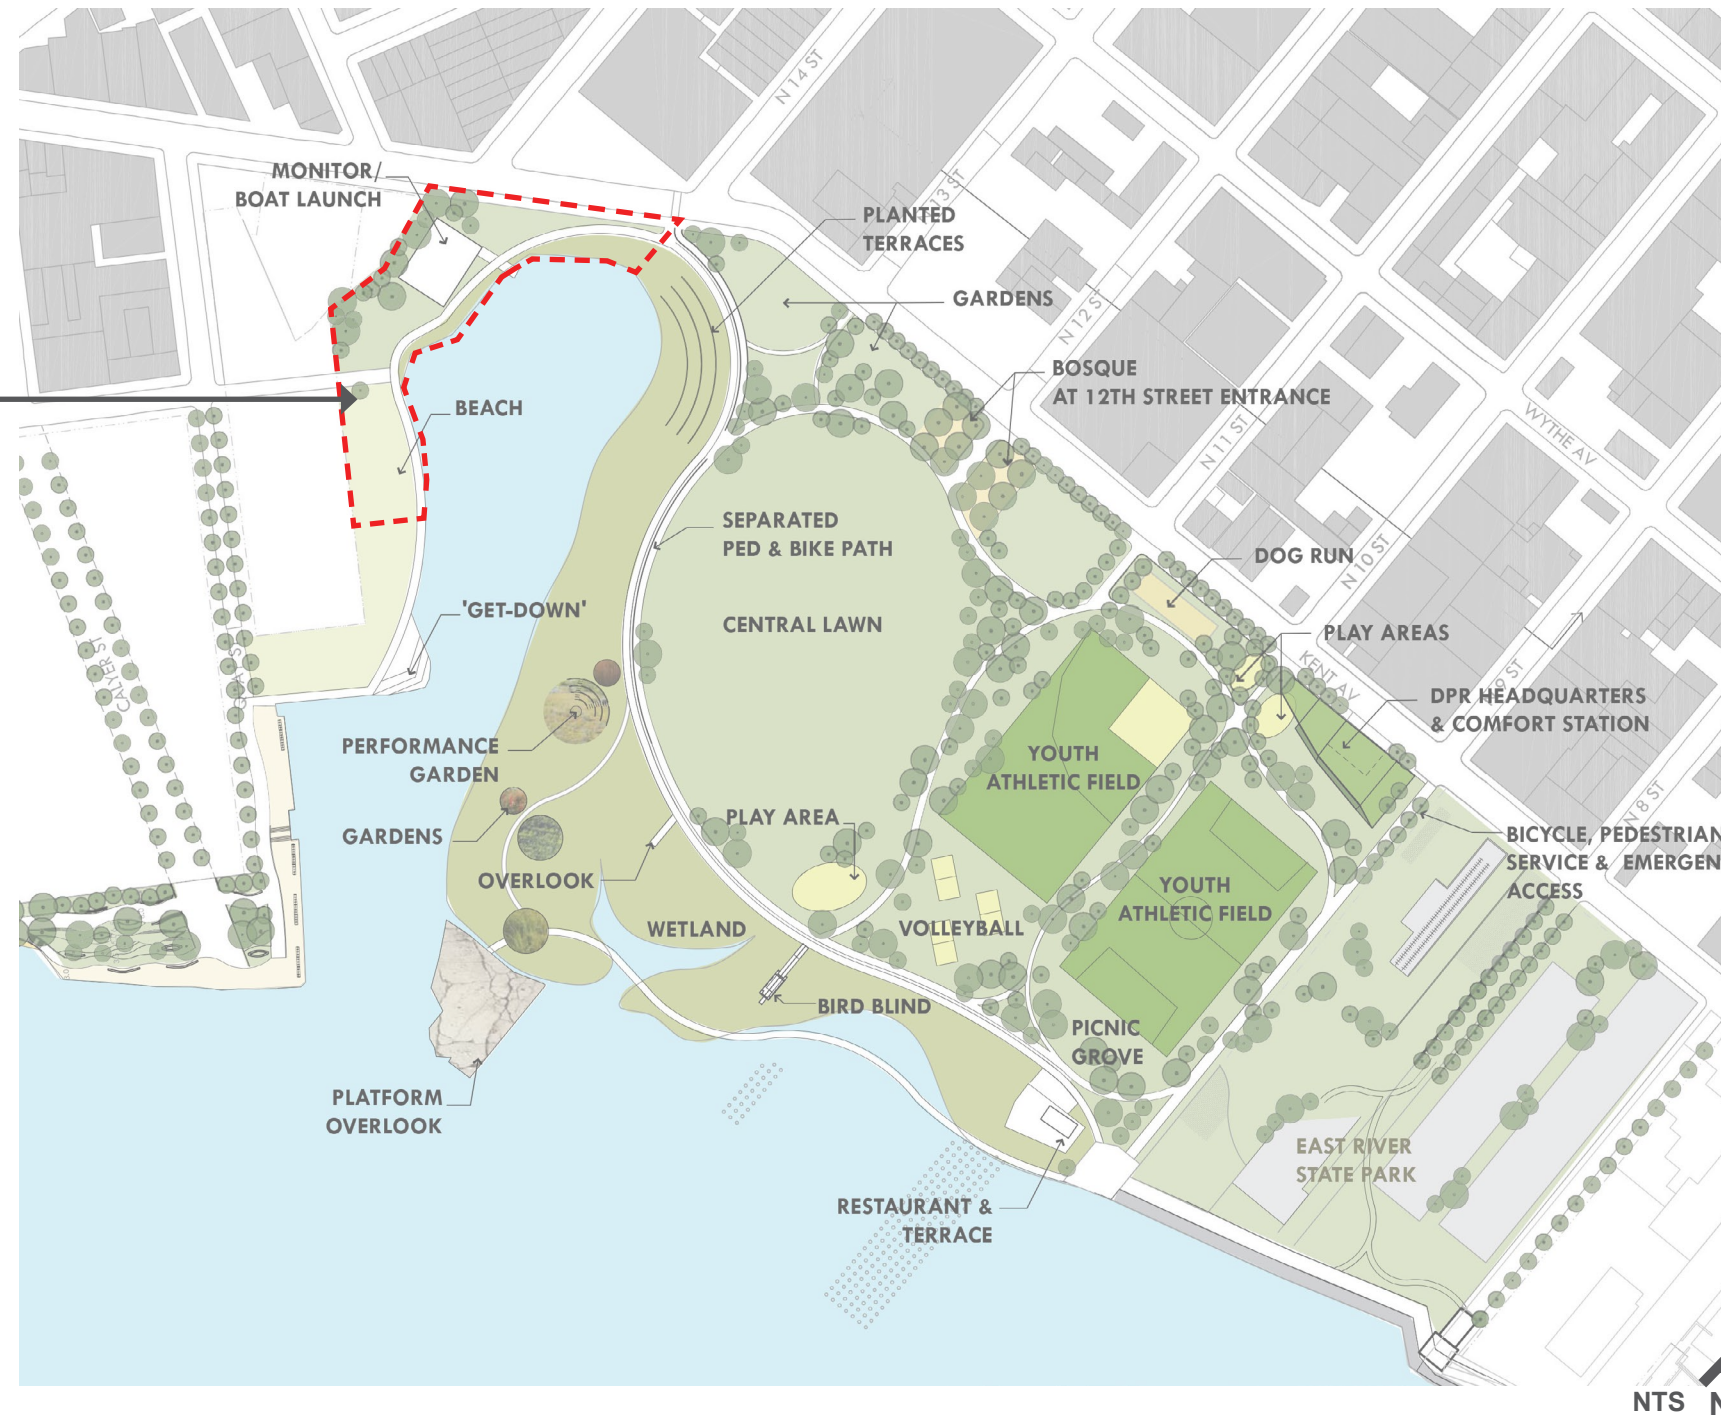 N 14 ST
MONITOR/
BOAT LAUNCH
N 13 ST
PLANTED
TERRACES
GARDENS
N 12 ST
BOSQUE
AT 12TH STREET ENTRANCE
BEACH
N 11 ST
WYTHE AV
SEPARATED
PED & BIKE PATH
N 10 ST
DOG RUN
'GET-DOWN'
CENTRAL LAWN
PLAY AREAS
KENT AV
N 9 ST
CALYER ST
DPR HEADQUARTERS
& COMFORT STATION
PERFORMANCE
GARDEN
YOUTH
ATHLETIC FIELD
N 8 ST
GARDENS
PLAY AREA
BICYCLE, PEDESTRIAN
SERVICE & EMERGEN
ACCESS
OVERLOOK
YOUTH
ATHLETIC FIELD
WETLAND
VOLLEYBALL
BIRD BLIND
PICNIC
GROVE
PLATFORM
OVERLOOK
EAST RIVER
STATE PARK
RESTAURANT &
TERRACE
NTS